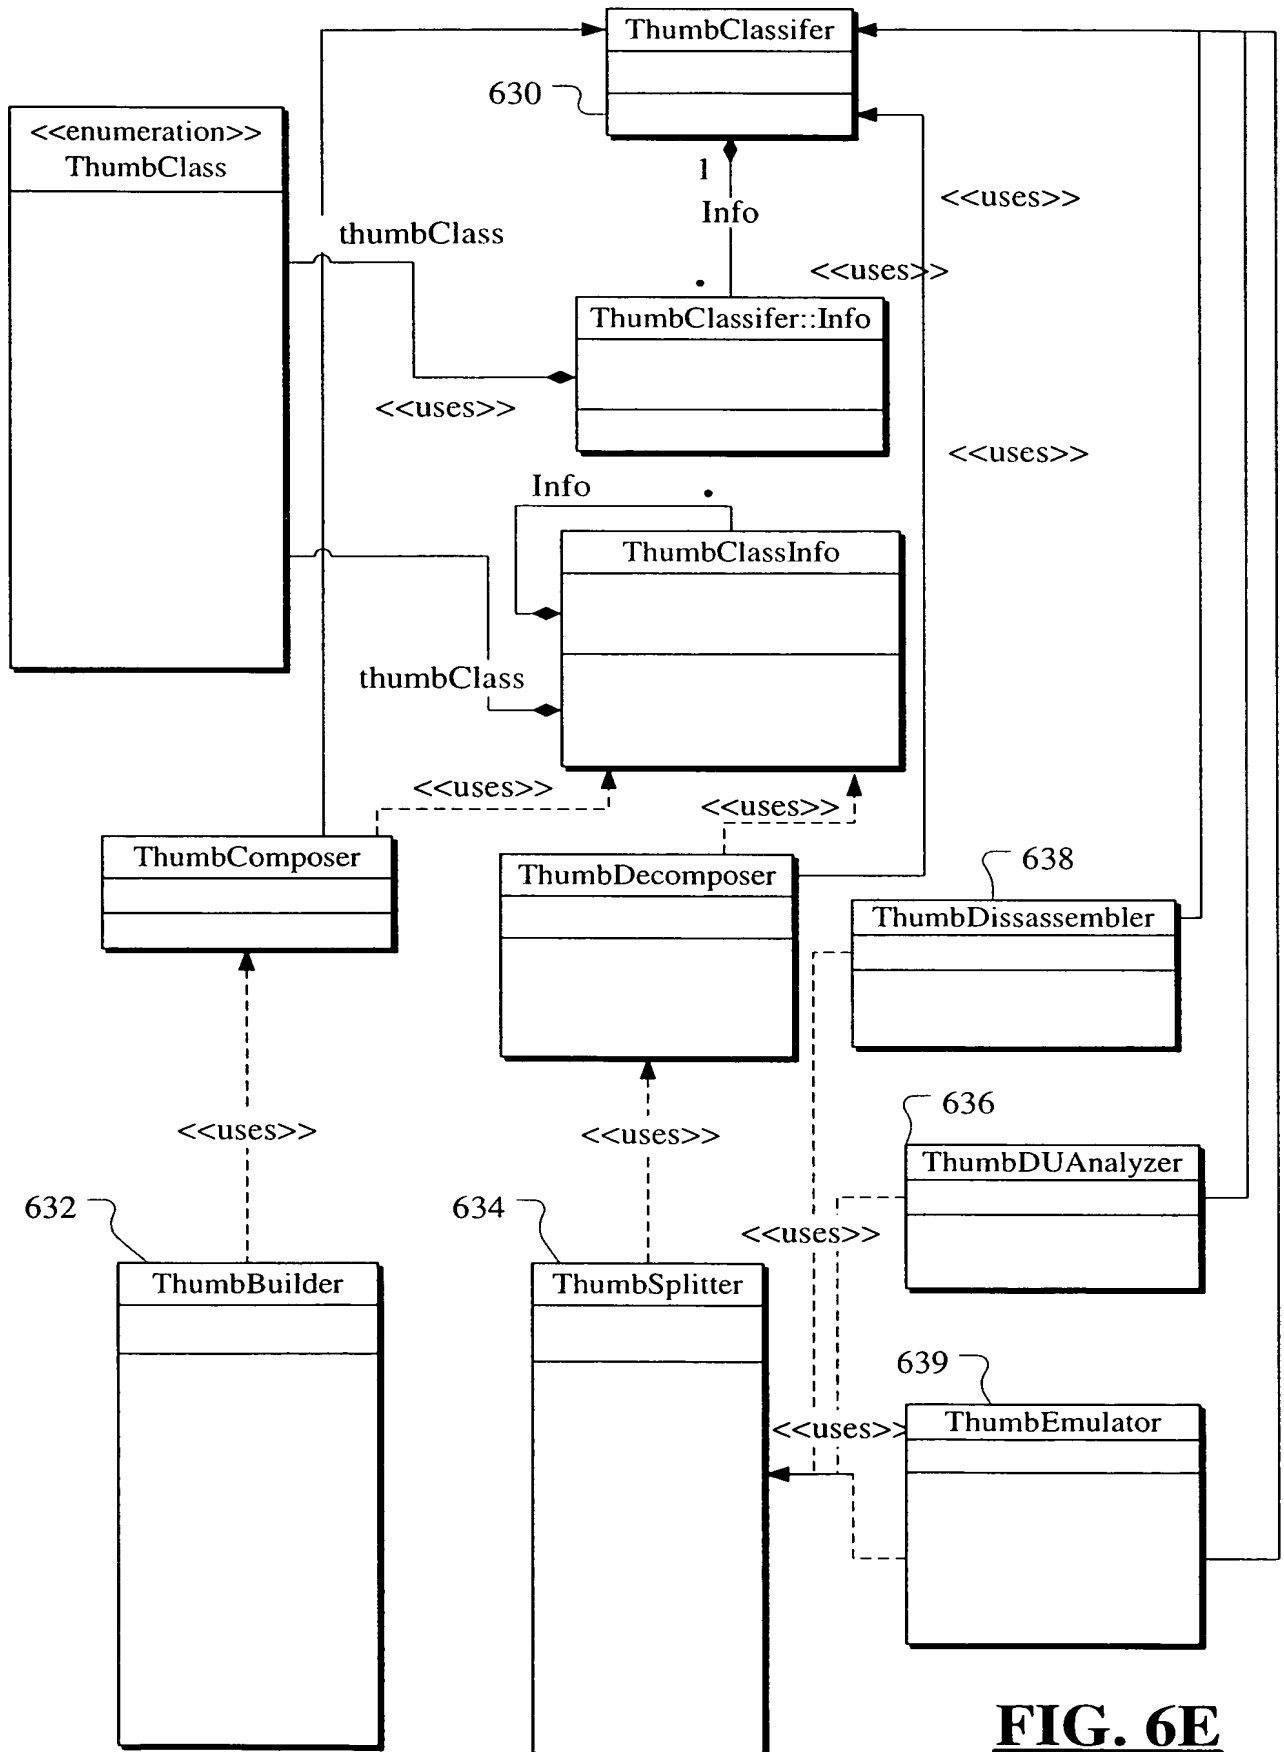 ThumbClassifer
630
<<enumeration>>
ThumbClass
1
Info
<<uses>>
thumbClass
<<uses>>
ThumbClassifer::Info
<<uses>>
<<uses>>
Info
ThumbClassInfo
thumbClass
<<uses>>
<<uses>>
ThumbComposer
ThumbDecomposer
638
ThumbDissassembler
636
<<uses>>
<<uses>>
ThumbDUAnalyzer
632
634
<<uses>>
ThumbBuilder
ThumbSplitter
639
<<uses>>
ThumbEmulator
FIG. 6E